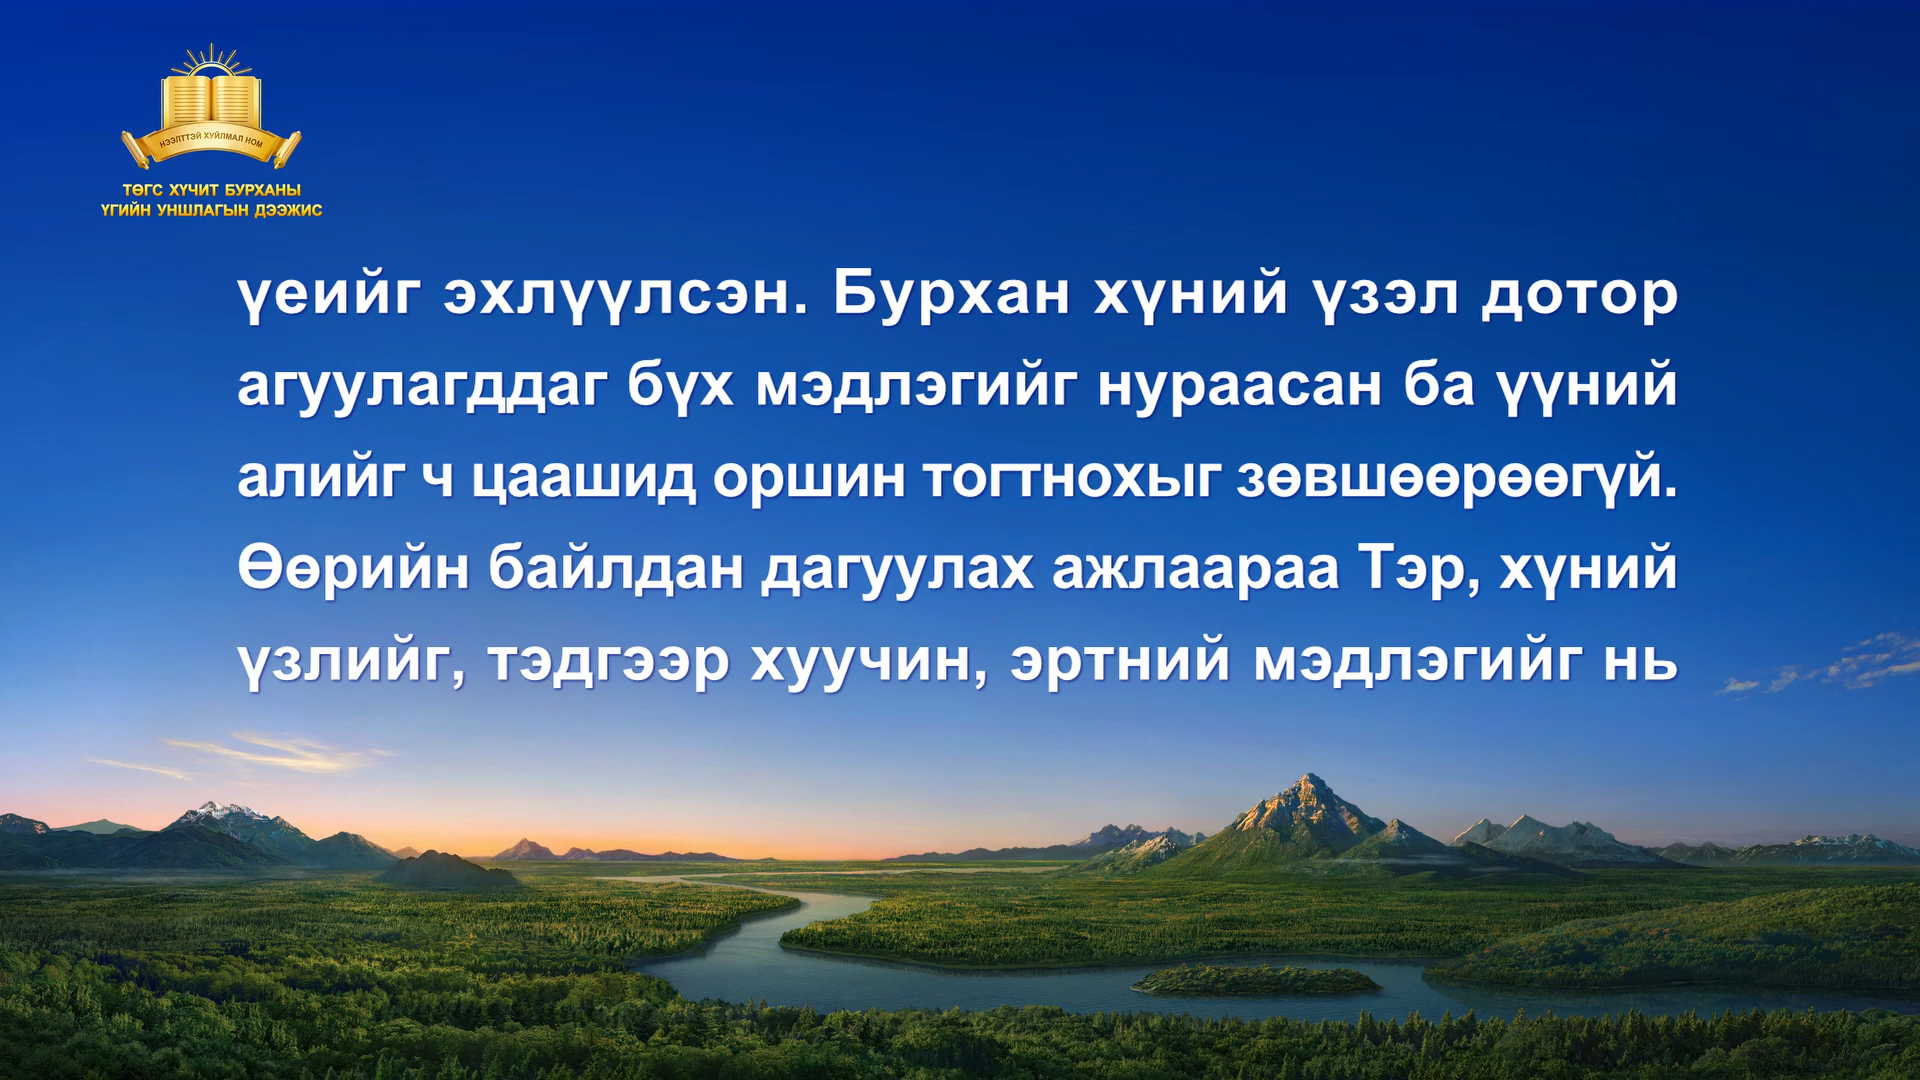 НЭЭЛТТЭЙ ХУЙЛМАЛ НОМ
ТӨГС ХҮЧИТ БУРХАНЫ
ҮГИЙН УНШЛАГЫН ДЭЭЖИС
үеийг эхлүүлсэн. Бурхан хүний үзэл дотор
агуулагддаг бүх мэдлэгийг нураасан ба үүний
алийг ч цаашид оршин тогтнохыг зөвшөөрөөгүй.
Өөрийн байлдан дагуулах ажлаараа Тэр, хүний
үзлийг, тэдгээр хуучин, эртний мэдлэгийг нь